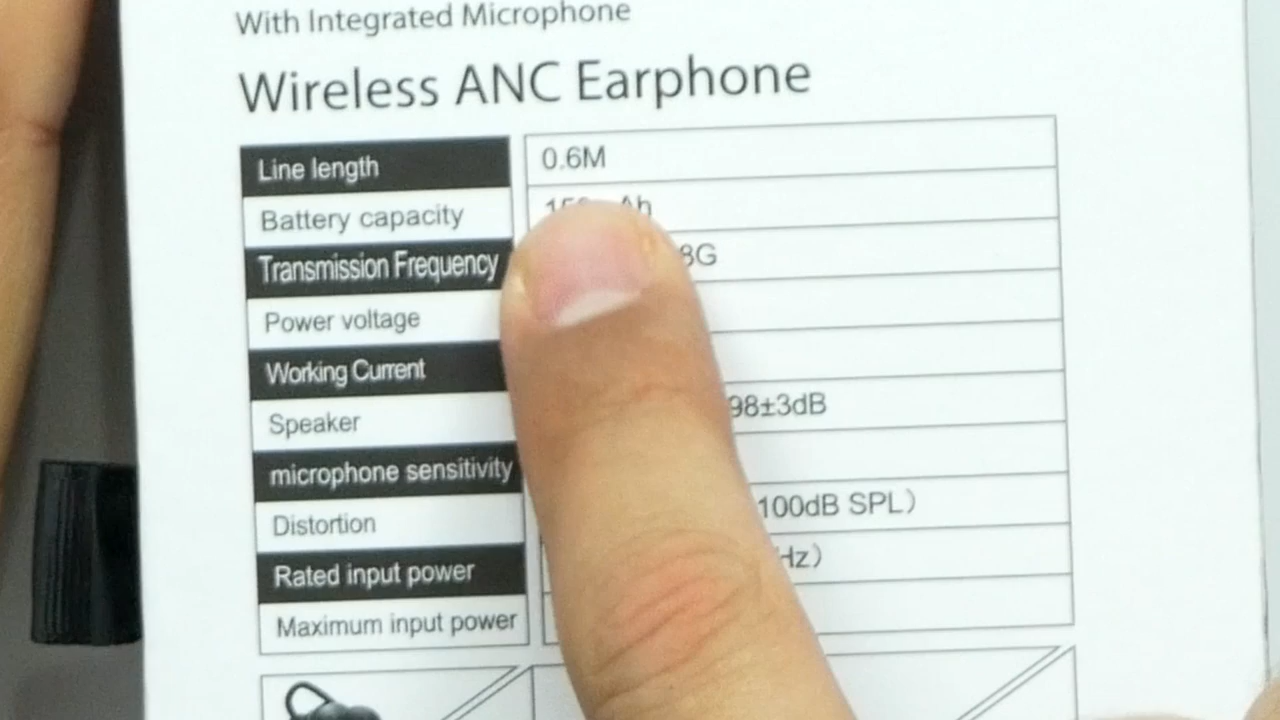 With Integrated Microphone
Wireless ANC Earphone
Line length 0.6M
Battery capacity
Transmission Frequency
Power voltage
Working Current
Speaker 98±3dB
microphone sensitivity
Distortion 100dB SPL）
Rated input power
Maximum input power